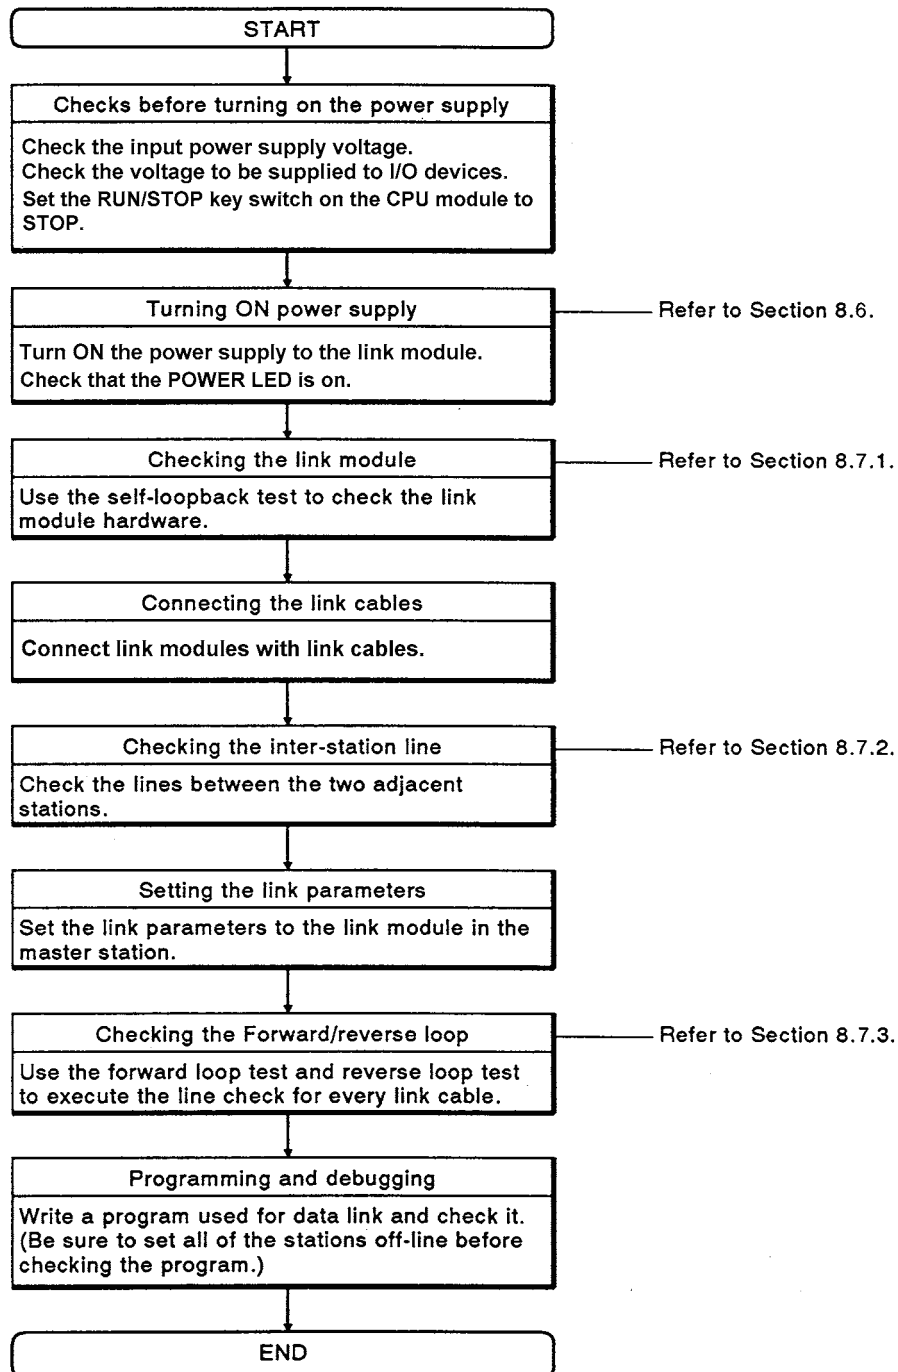 START
Checks before turning on the power supply
Check the input power supply voltage.
Check the voltage to be supplied to I/O devices.
Set the RUN/STOP key switch on the CPU module to
STOP.
Turning ON power supply
Refer to Section 8.6.
Turn ON the power supply to the link module.
Check that the POWER LED is on.
Checking the link module
Refer to Section 8.7.1.
Use the self-loopback test to check the link
module hardware.
Connecting the link cables
Connect link modules with link cables.
Checking the inter-station line
Refer to Section 8.7.2.
Check the lines between the two adjacent
stations.
Setting the link parameters
Set the link parameters to the link module in the
master station.
Checking the Forward/reverse loop
Refer to Section 8.7.3.
Use the forward loop test and reverse loop test
to execute the line check for every link cable.
Programming and debugging
Write a program used for data link and check it.
(Be sure to set all of the stations off-line before
checking the program.)
END